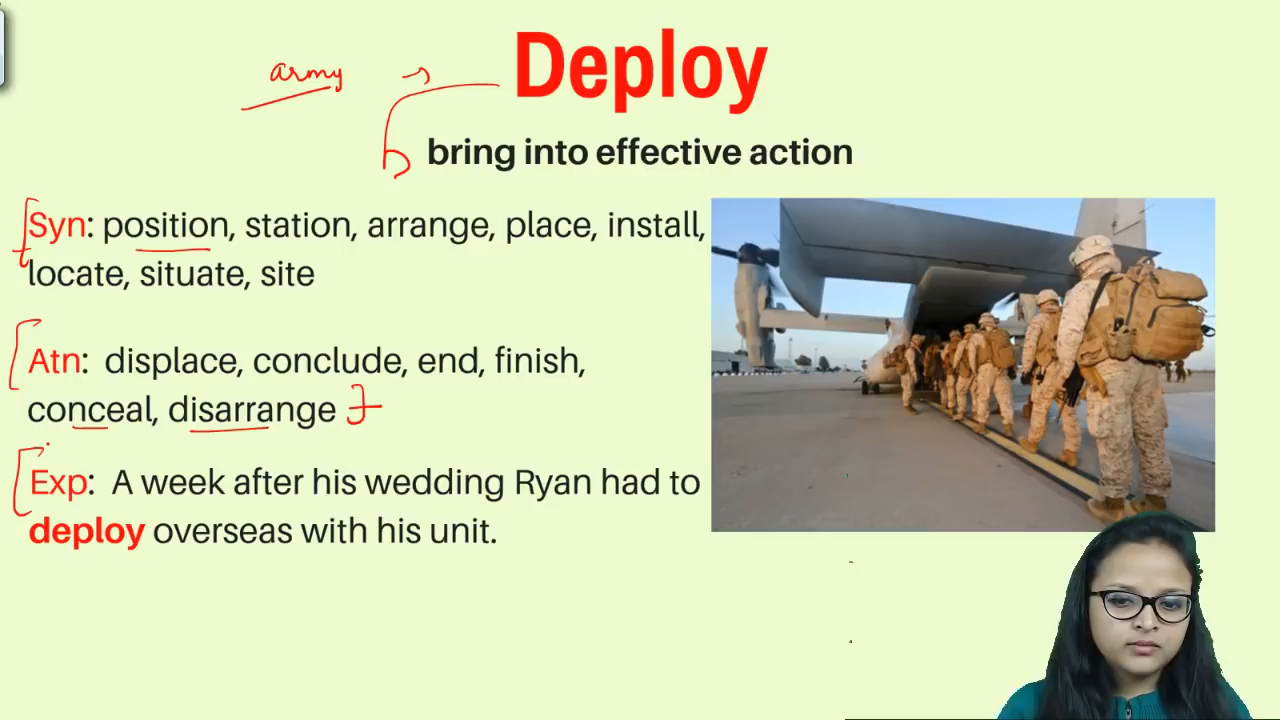 Deploy
army
bring into effective action
Syn: position, station, arrange, place, install,
locate, situate, site
Atn: displace, conclude, end, finish,
conceal, disarrange
Exp: A week after his wedding Ryan had to
deploy overseas with his unit.